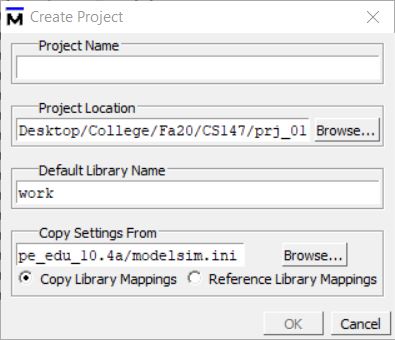 M Create Project
Project Name
Project Location
Desktop/College/Fa20/CS147/prj_01 Browse...
Default Library Name
work
Copy Settings From
pe_edu_10.4a/modelsim.ini Browse...
Copy Library Mappings Reference Library Mappings
OK Cancel